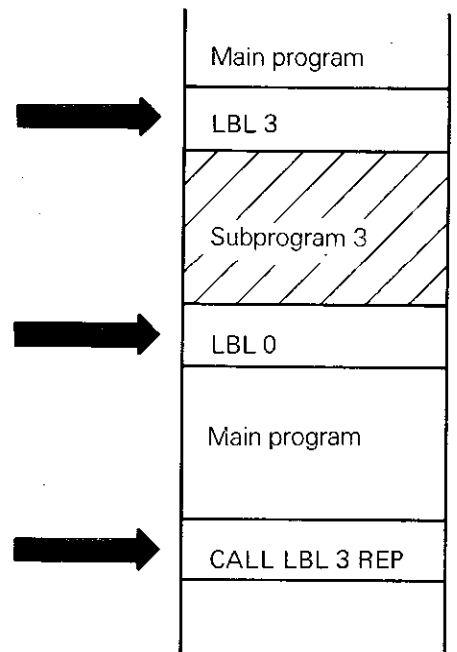 Main program
LBL 3
Subprogram 3
LBL 0
Main program
CALL LBL 3 REP